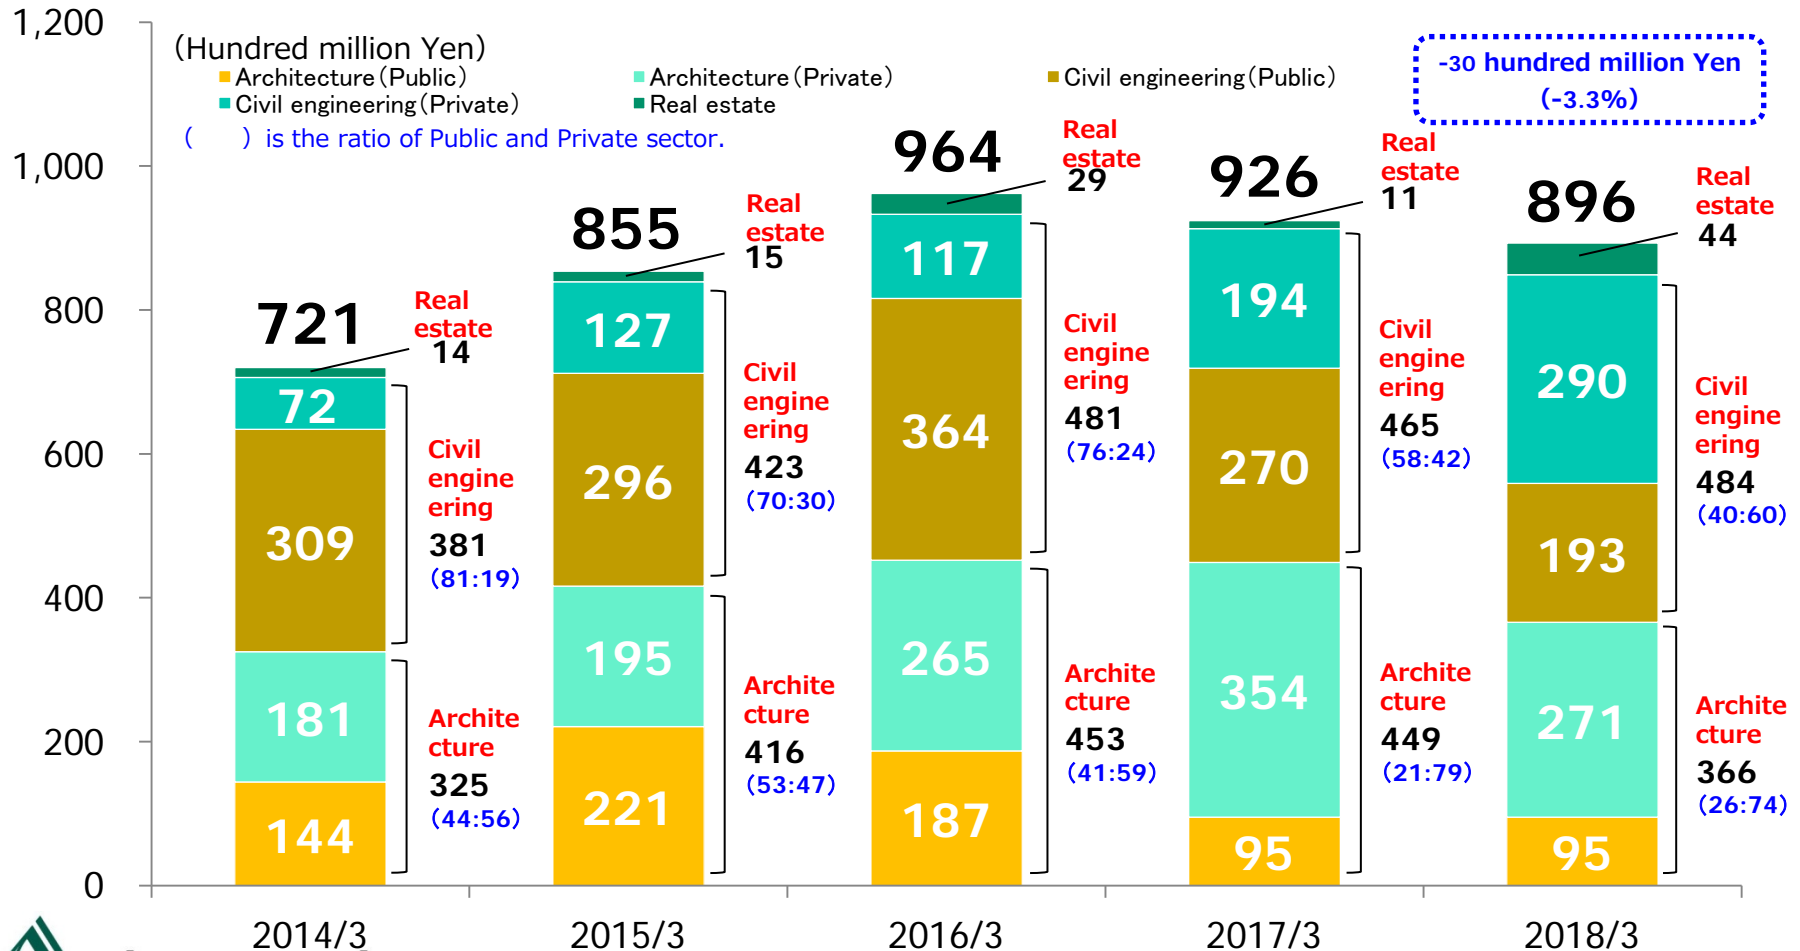 1,200
(Hundred million Yen)
Architecture(Public)
Architecture(Private)
Civil engineering(Public)
Civil engineering(Private)
Real estate
( ) is the ratio of Public and Private sector.
-30 hundred million Yen
(-3.3%)
1,000
800
600
400
200
0
721
Real
estate
14
72
309
181
144
Civil
engine
ering
381
(81:19)
Archite
cture
325
(44:56)
855
Real
estate
15
127
296
195
221
Civil
engine
ering
423
(70:30)
Archite
cture
416
(53:47)
964
Real
estate
29
117
364
265
187
Civil
engine
ering
481
(76:24)
Archite
cture
453
(41:59)
926
Real
estate
11
194
270
354
95
Civil
engine
ering
465
(58:42)
Archite
cture
449
(21:79)
896
Real
estate
44
290
193
271
95
Civil
engine
ering
484
(40:60)
Archite
cture
366
(26:74)
2014/3
2015/3
2016/3
2017/3
2018/3